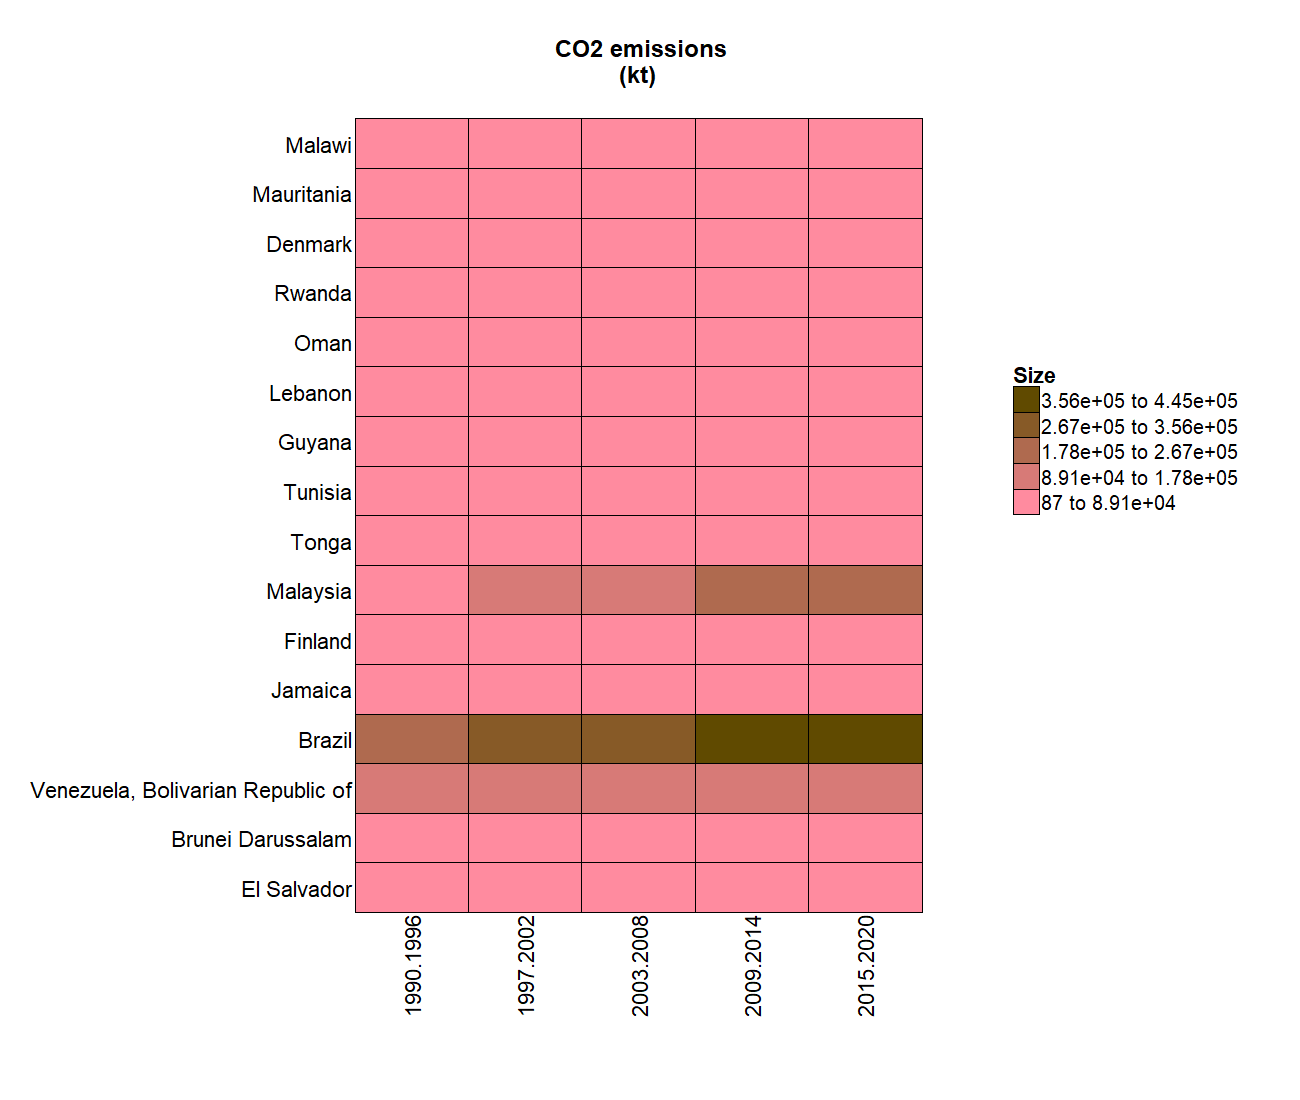 CO2 emissions
(kt)
Malawi
Mauritania
Denmark
Rwanda
Oman
Lebanon
Guyana
Tunisia
Tonga
Malaysia
Finland
Jamaica
Brazil
Venezuela, Bolivarian Republic of
Brunei Darussalam
El Salvador
1990.1996
1997.2002
2003.2008
2009.2014
2015.2020
Size
3.56e+05 to 4.45e+05
2.67e+05 to 3.56e+05
1.78e+05 to 2.67e+05
8.91e+04 to 1.78e+05
87 to 8.91e+04